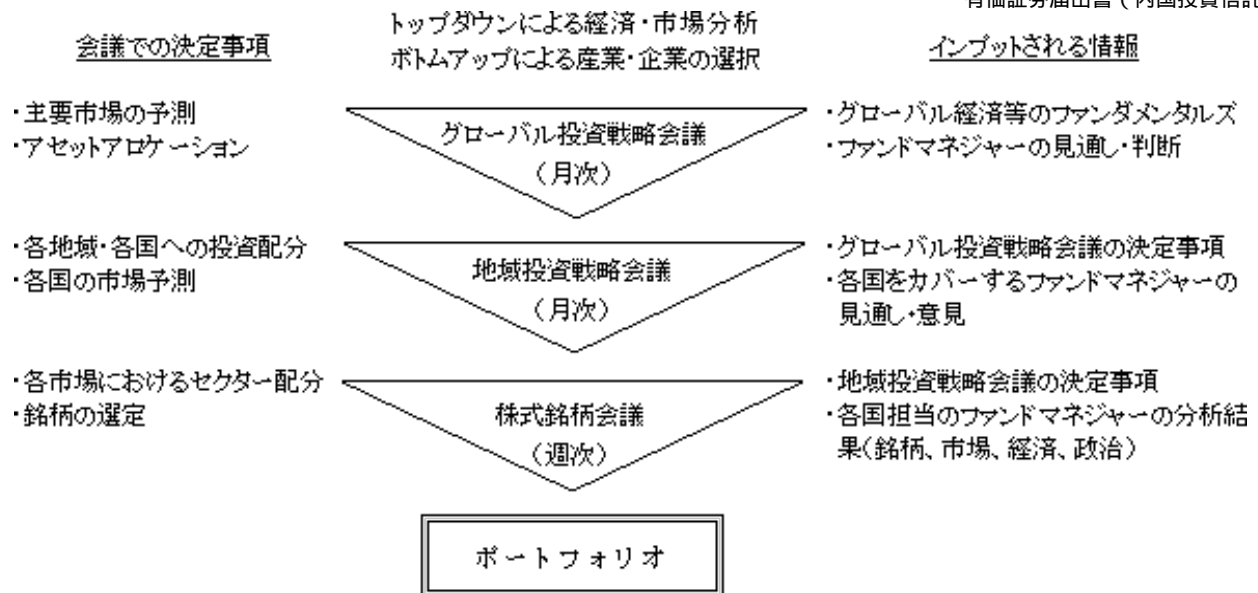 有価証券届出書(内国投資信託
トップダウンによる経済・市場分析
ボトムアップによる産業・企業の選択
会議での決定事項
インプットされる情報
・主要市場の予測
・アセットアロケーション
グローバル投資戦略会議
(月次)
・グローバル経済等のファンダメンタルズ
・ファンドマネジャーの見通し・判断
・各地域・各国への投資配分
・各国の市場予測
地域投資戦略会議
(月次)
・グローバル投資戦略会議の決定事項
・各国をカバーするファンドマネジャーの
見通し・意見
・各市場におけるセクター配分
・銘柄の選定
株式銘柄会議
(週次)
・地域投資戦略会議の決定事項
・各国担当のファンドマネジャーの分析結
果(銘柄、市場、経済、政治)
ポートフォリオ